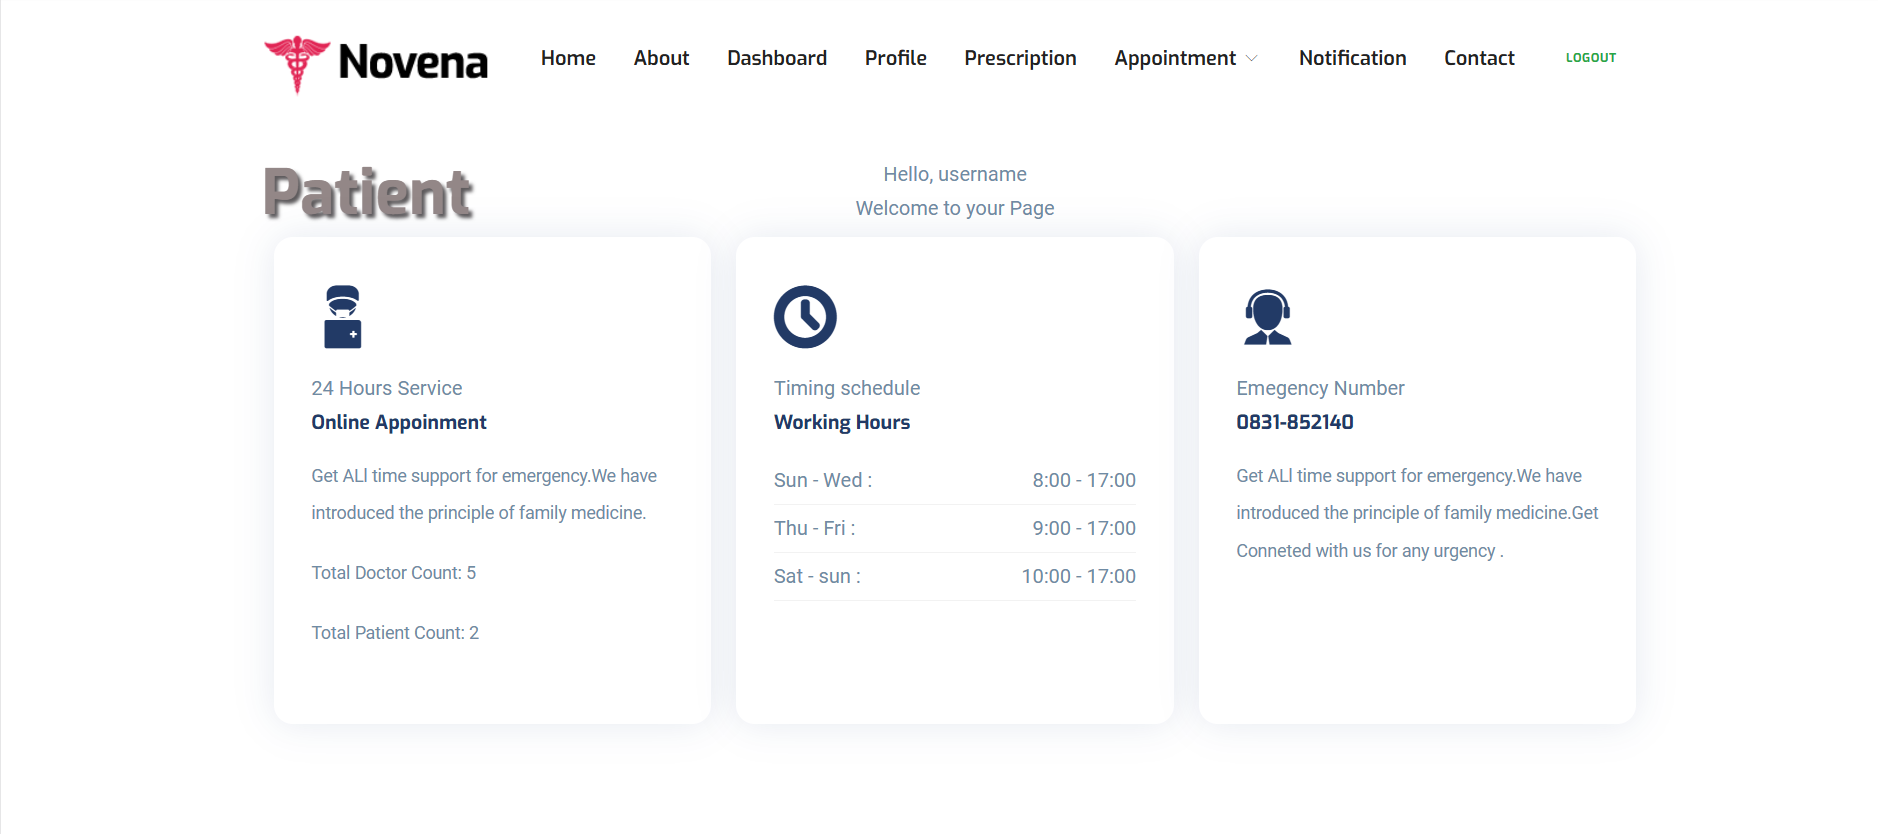 Novena
Home About Dashboard Profile Prescription Appointment Notification Contact LOGOUT
Patient
Hello, username
Welcome to your Page
24 Hours Service
Online Appoinment
Get ALl time support for emergency.We have
introduced the principle of family medicine.
Total Doctor Count: 5
Total Patient Count: 2
Timing schedule
Working Hours
Sun - Wed : 8:00 - 17:00
Thu - Fri : 9:00 - 17:00
Sat - sun : 10:00 - 17:00
Emegency Number
0831-852140
Get ALl time support for emergency.We have
introduced the principle of family medicine.Get
Conneted with us for any urgency .